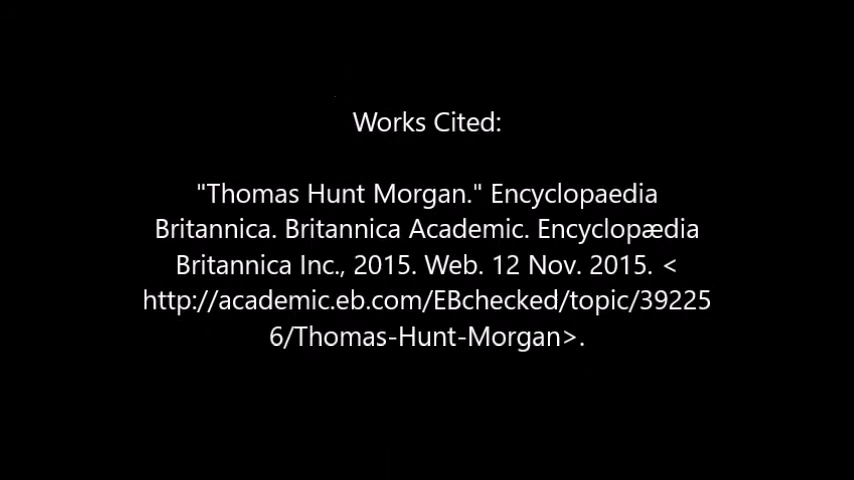 Works Cited:
"Thomas Hunt Morgan." Encyclopaedia
Britannica. Britannica Academic. Encyclopædia
Britannica Inc., 2015. Web. 12 Nov. 2015. <
http://academic.eb.com/EBchecked/topic/39225
6/Thomas-Hunt-Morgan>.